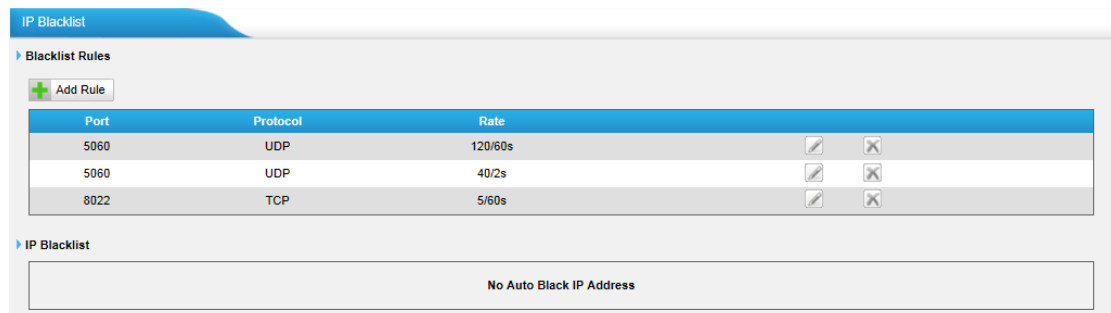 IP Blacklist
Blacklist Rules
Add Rule
Port Protocol Rate
5060 UDP 120/60s
5060 UDP 40/2s
8022 TCP 5/60s
IP Blacklist
No Auto Black IP Address